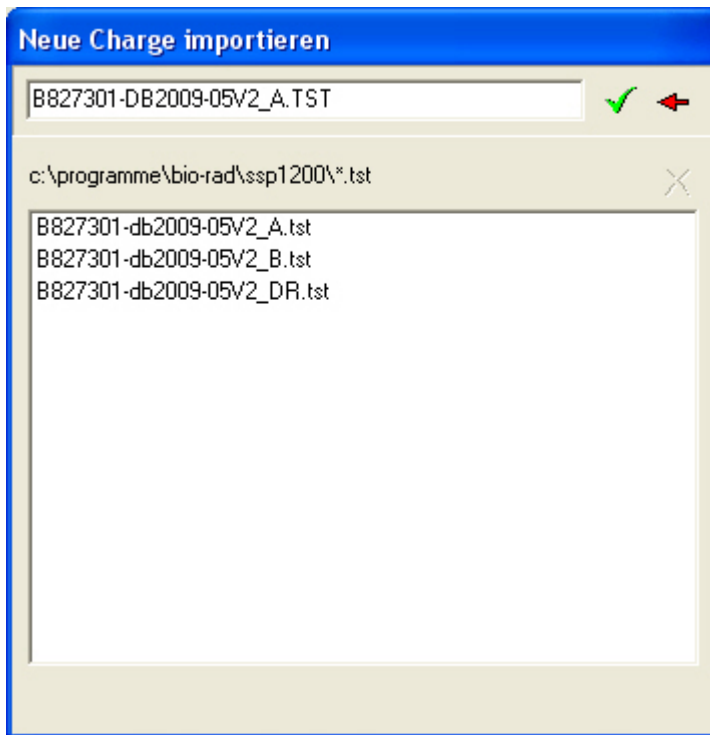 Neue Charge importieren
B827301-DB2009-05V2_A.TST
c:\programme\bio-rad\ssp1200\*.tst
B827301-db2009-05V2_A.tst
B827301-db2009-05V2_B.tst
B827301-db2009-05V2_DR.tst